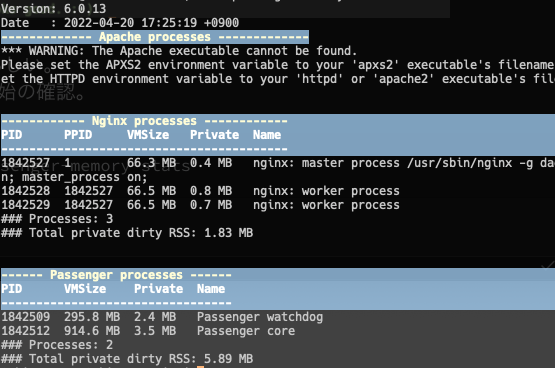 Version: 6.0.13
Date   : 2022-04-20 17:25:19 +0900
------------- Apache processes -------------
*** WARNING: The Apache executable cannot be found.
Please set the APXS2 environment variable to your 'apxs2' executable's filename
et the HTTPD environment variable to your 'httpd' or 'apache2' executable's fil
始の確認。
------------- Nginx processes ------------
PID      PPID     VMSize   Private  Name
-----------------------------------------
1842527  1        66.3 MB  0.4 MB   nginx: master process /usr/sbin/nginx -g dae
n; master_process on;
senger-memory-stats
1842528  1842527  66.5 MB  0.8 MB   nginx: worker process
1842529  1842527  66.5 MB  0.7 MB   nginx: worker process
### Processes: 3
### Total private dirty RSS: 1.83 MB
------ Passenger processes ------
PID      VMSize    Private  Name
---------------------------------
1842509  295.8 MB  2.4 MB   Passenger watchdog
1842512  914.6 MB  3.5 MB   Passenger core
### Processes: 2
### Total private dirty RSS: 5.89 MB